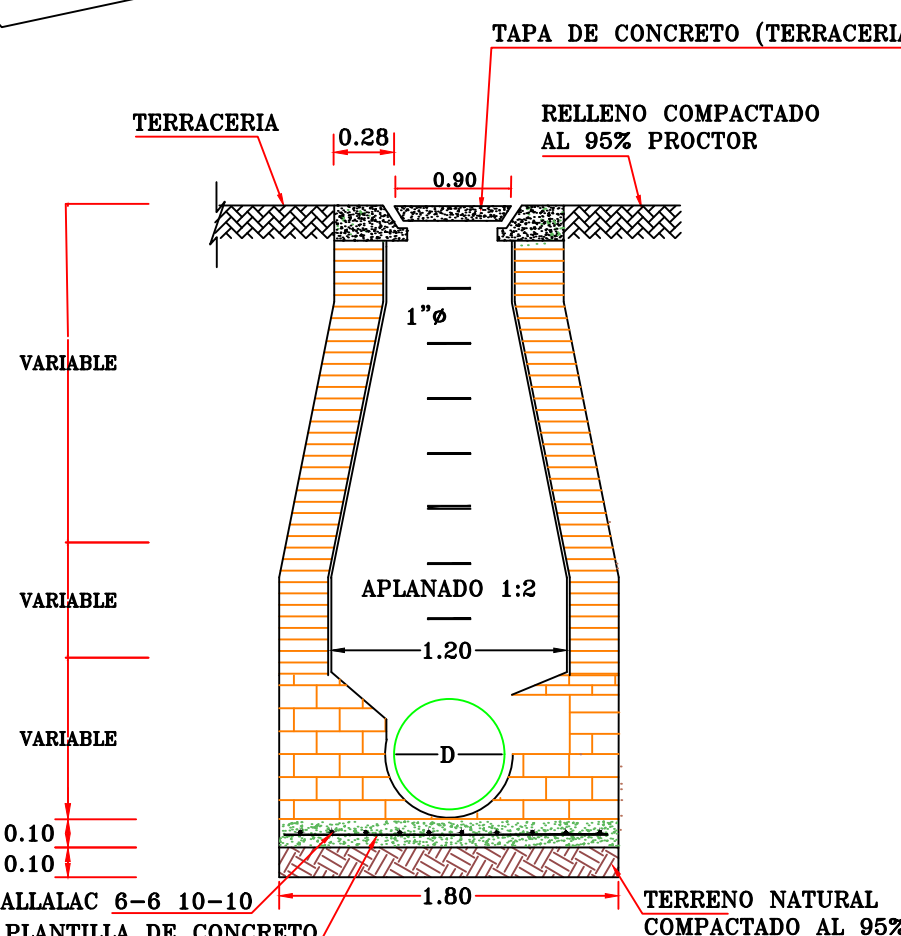 TAPA DE CONCRETO (TERRACERIA
RELLENO COMPACTADO
AL 95% PROCTOR
TERRACERIA
0.28
0.90
1"ø
VARIABLE
APLANADO 1:2
VARIABLE
1.20
VARIABLE
D
0.10
0.10
ALLALAC 6-6 10-10
1.80
TERRENO NATURAL
COMPACTADO AL 95%
PLANTILLA DE CONCRETO